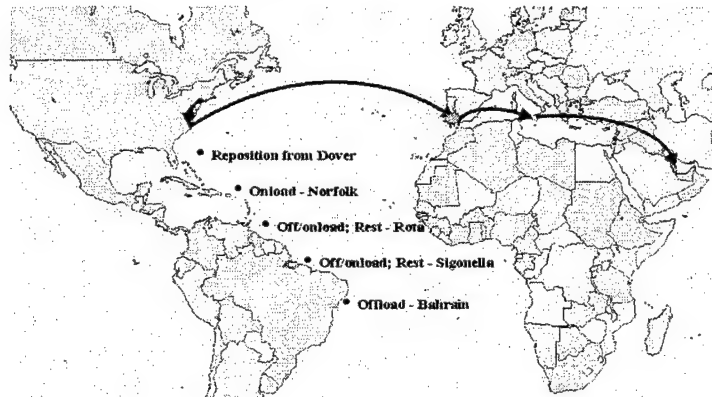 Reposition from Dover
Onload - Norfolk
Off/onload; Rest - Rota
Off/onload; Rest - Sigonella
Offload - Bahrain